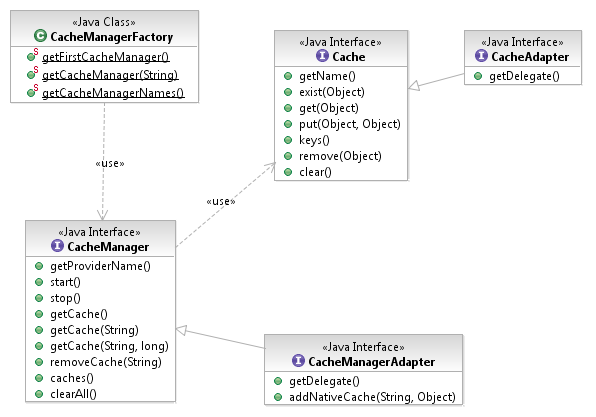 «Java Class»
CacheManagerFactory
S getFirstCacheManager()
S getCacheManager(String)
S getCacheManagerNames()
«Java Interface»
Cache
getName()
exist(Object)
get(Object)
put(Object, Object)
keys()
remove(Object)
clear()
«Java Interface»
CacheAdapter
getDelegate()
«use»
«use»
«Java Interface»
CacheManager
getProviderName()
start()
stop()
getCache()
getCache(String)
getCache(String, long)
removeCache(String)
caches()
clearAll()
«Java Interface»
CacheManagerAdapter
getDelegate()
addNativeCache(String, Object)